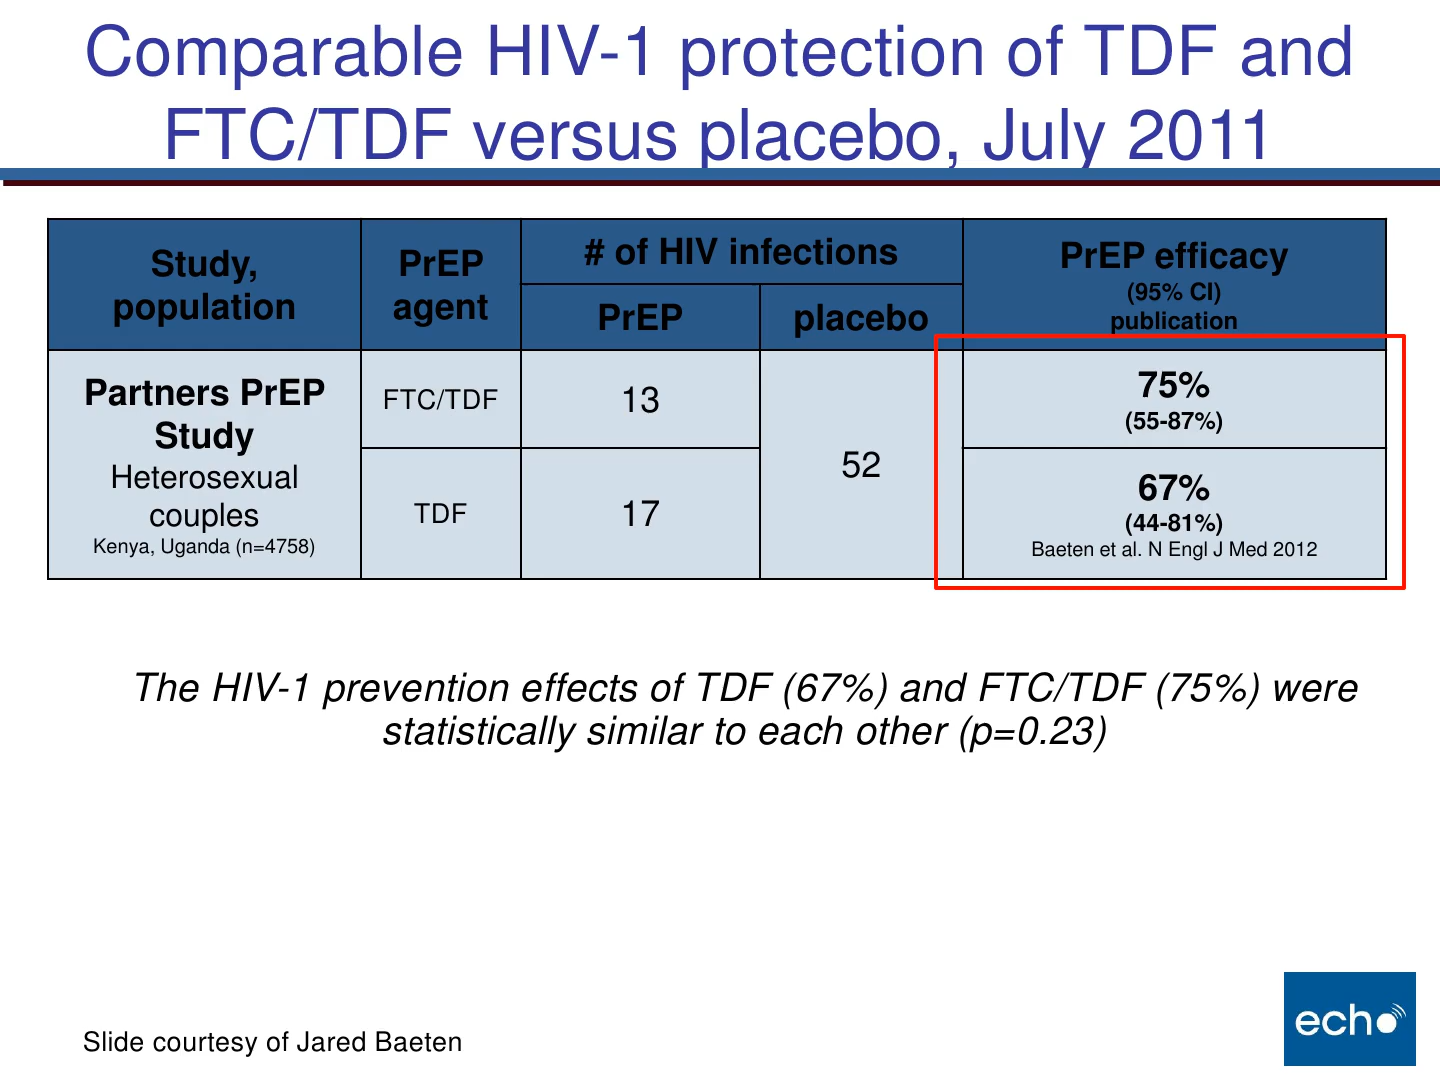 Comparable HIV-1 protection of TDF and
FTC/TDF versus placebo, July 2011
Study,
population
PrEP
agent
# of HIV infections
PrEP
placebo
PrEP efficacy
(95% CI)
publication
Partners PrEP
Study
Heterosexual
couples
Kenya, Uganda (n=4758)
FTC/TDF
13
52
75%
(55-87%)
TDF
17
67%
(44-81%)
Baeten et al. N Engl J Med 2012
The HIV-1 prevention effects of TDF (67%) and FTC/TDF (75%) were
statistically similar to each other (p=0.23)
Slide courtesy of Jared Baeten
echo